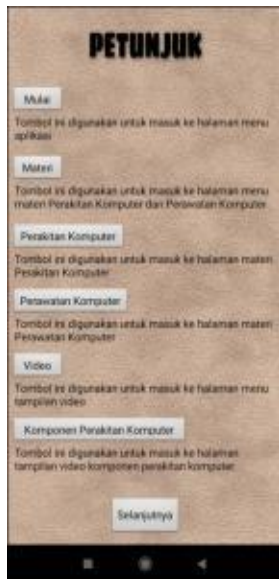 PETUNJUK
Mulai
Tombol ini digunakan untuk masuk ke halaman menu
aplikasi
Materi
Tombol ini digunakan untuk masuk ke halaman menu
materi Perakitan Komputer dan Perawatan Komputer
Perakitan Komputer
Tombol ini digunakan untuk masuk ke halaman materi
Perakitan Komputer
Perawatan Komputer
Tombol ini digunakan untuk masuk ke halaman materi
Perawatan Komputer
Video
Tombol ini digunakan untuk masuk ke halaman menu
tampilan video
Komponen Perakitan Komputer
Tombol ini digunakan untuk masuk ke halaman
tampilan video komponen perakitan komputer
Selanjutnya